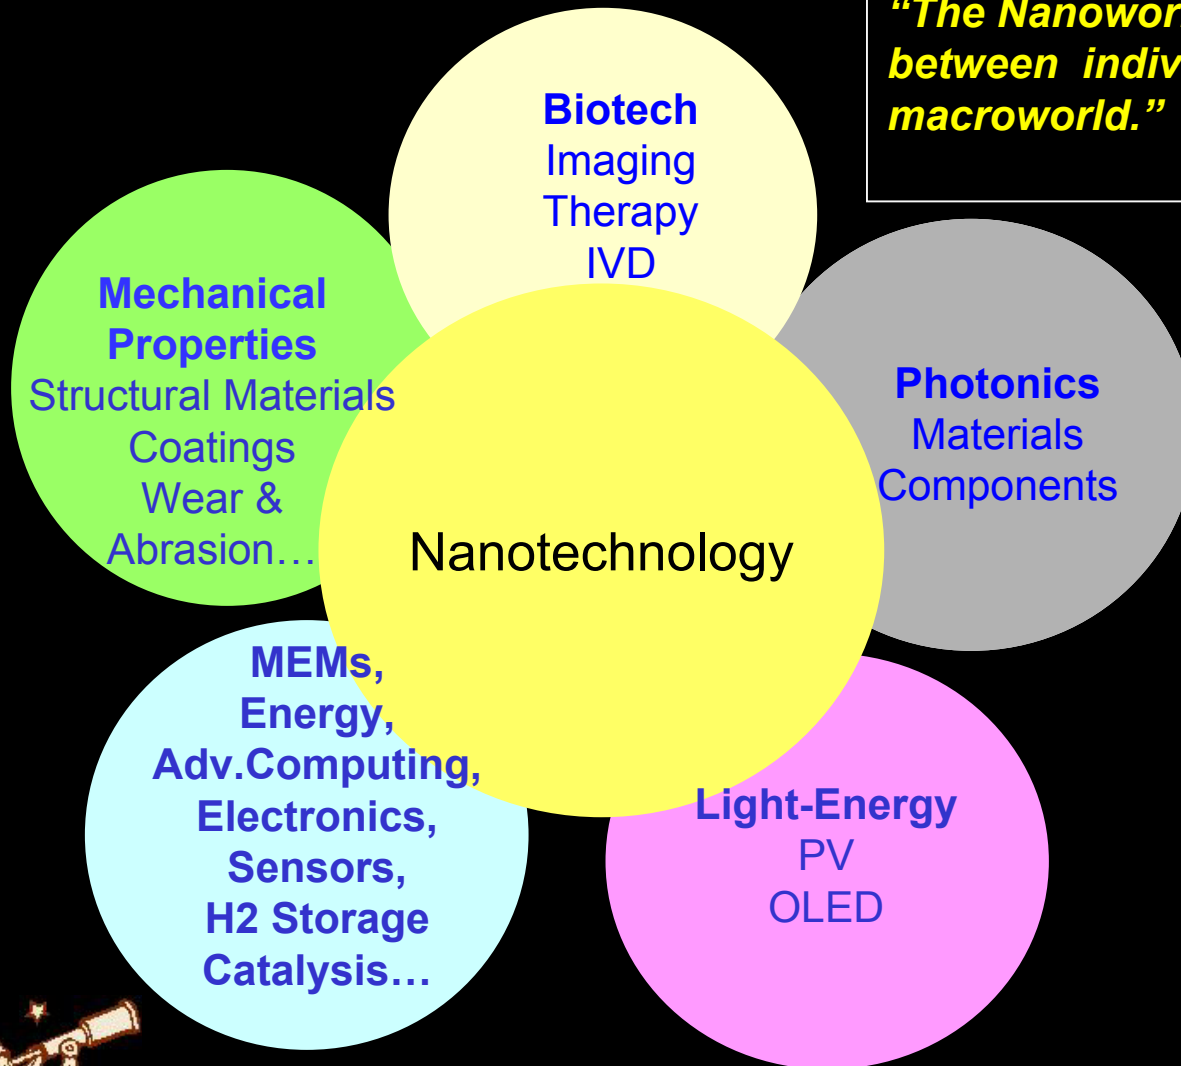 “The Nanowor
between indiv
macroworld.”
Biotech
Imaging
Therapy
IVD
Mechanical
Properties
Structural Materials
Coatings
Wear &
Abrasion…
Photonics
Materials
Components
Nanotechnology
MEMs,
Energy,
Adv.Computing,
Electronics,
Sensors,
H2 Storage
Catalysis…
Light-Energy
PV
OLED